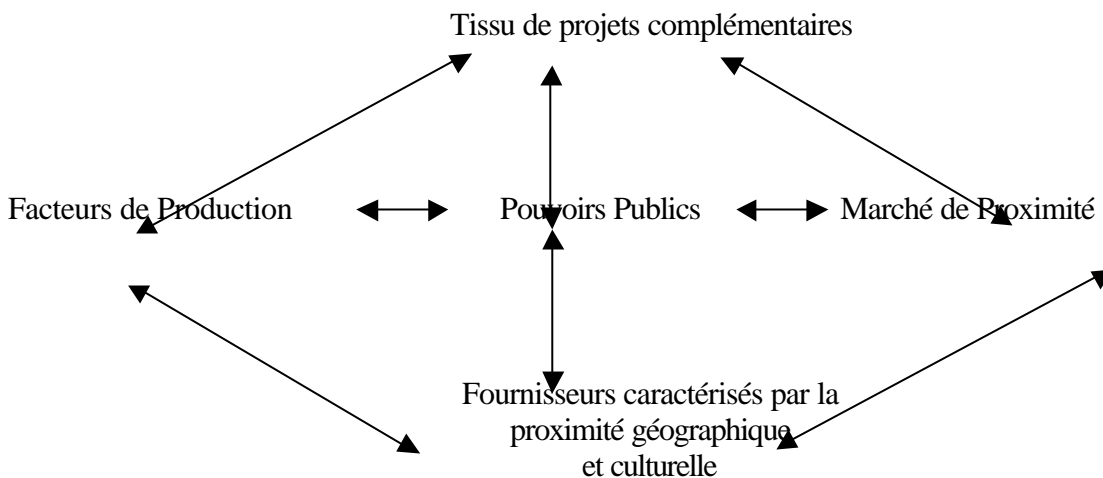 Tissu de projets complémentaires
Facteurs de Production
Pouvoirs Publics
Marché de Proximité
Fournisseurs caractérisés par la
proximité géographique
et culturelle